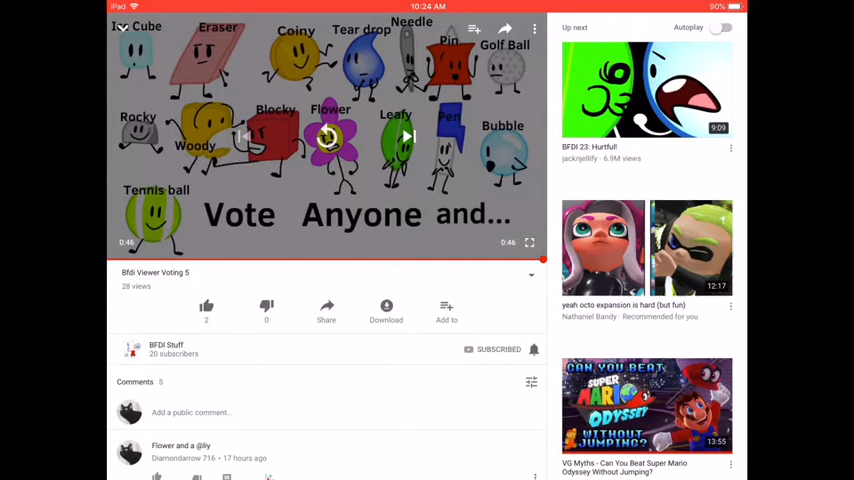 iPad 10:24 AM 90%
Ice Cube Eraser Coiny Tear drop Needle Pin Golf Ball
Rocky Woody Blocky Flower Leafy Pen Bubble
Tennis ball
Vote Anyone and...
0:46 0:46
Bfdi Viewer Voting 5
28 views
2 0 Share Download Add to
BFDI Stuff
20 subscribers
SUBSCRIBED
Comments 5
Add a public comment...
Flower and a @liy
Diamondarrow 716 • 17 hours ago
Up next Autoplay
9:09
BFDI 23: Hurtful!
jacknjellify · 6.9M views
12:17
yeah octo expansion is hard (but fun)
Nathaniel Bandy · Recommended for you
CAN YOU BEAT
SUPER
MARIO
ODYSSEY
WITHOUT
JUMPING?
13:55
VG Myths - Can You Beat Super Mario
Odyssey Without Jumping?